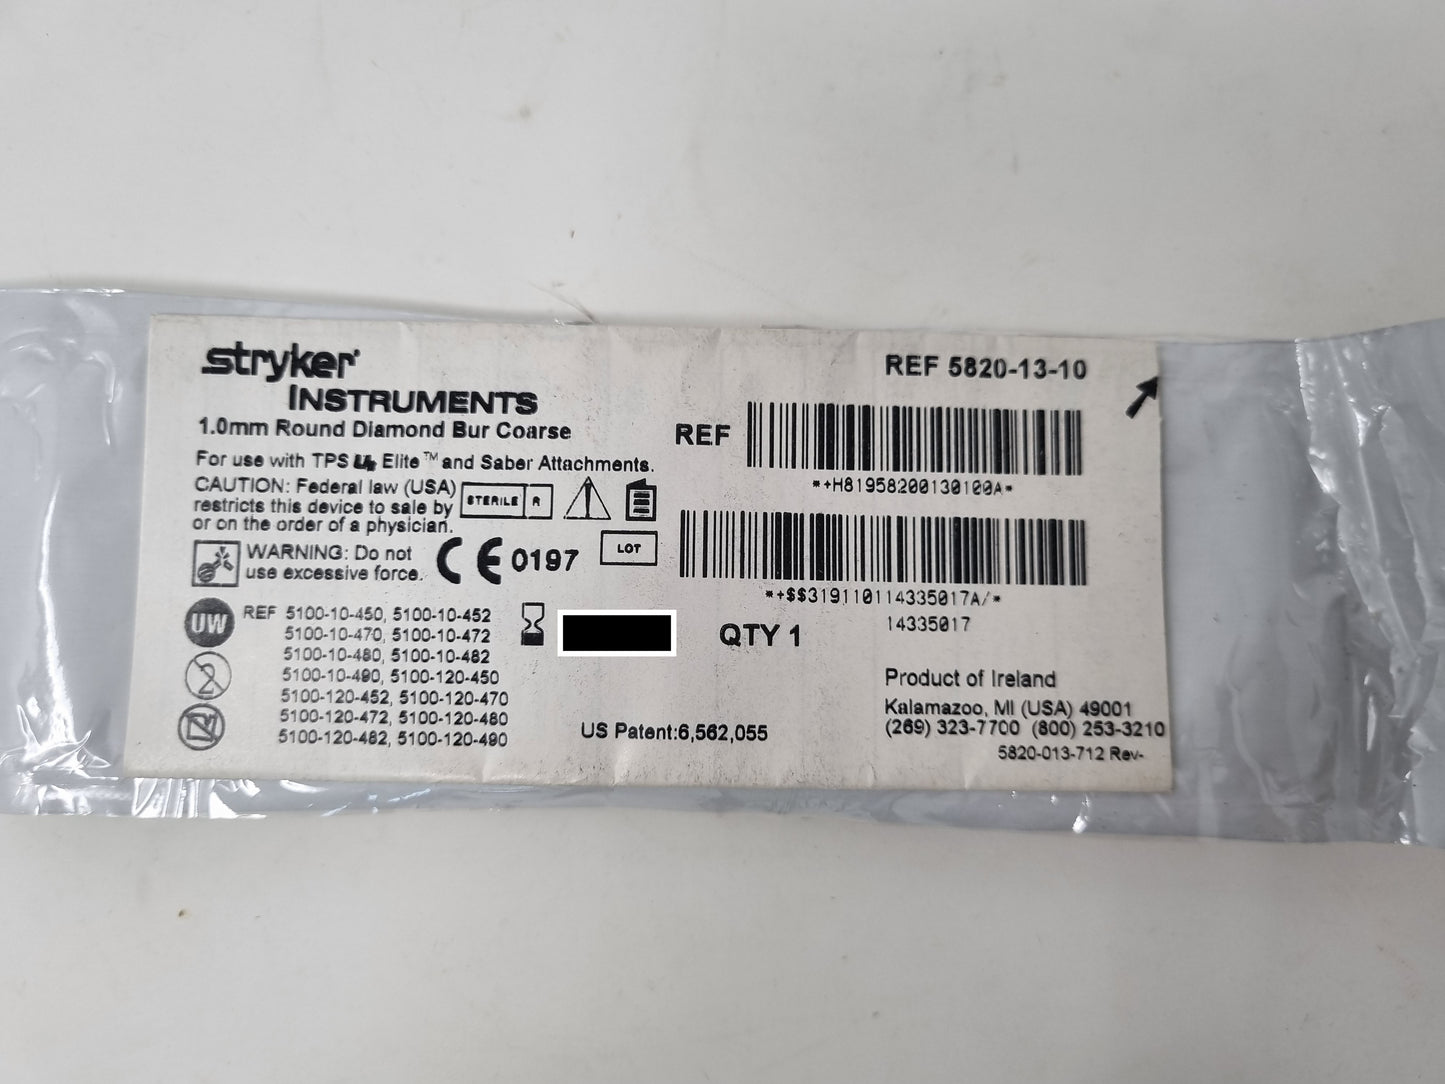 stryker
INSTRUMENTS
1.0mm Round Diamond Bur Coarse
For use with TPS Elite™ and Saber Attachments.
CAUTION: Federal law (USA)
restricts this device to sale by
or on the order of a physician.
STERILE R
WARNING: Do not
use excessive force.
CE 0197
LOT
UW
REF 5100-10-450, 5100-10-452
5100-10-470, 5100-10-472
5100-10-480, 5100-10-482
5100-10-490, 5100-120-450
5100-120-452, 5100-120-470
5100-120-472, 5100-120-480
5100-120-482, 5100-120-490
2
QTY 1
US Patent:6,562,055
REF 5820-13-10
REF
*+H81958200130100A*
*+$$319110114335017A/*
14335017
Product of Ireland
Kalamazoo, MI (USA) 49001
(269) 323-7700 (800) 253-3210
5820-013-712 Rev-